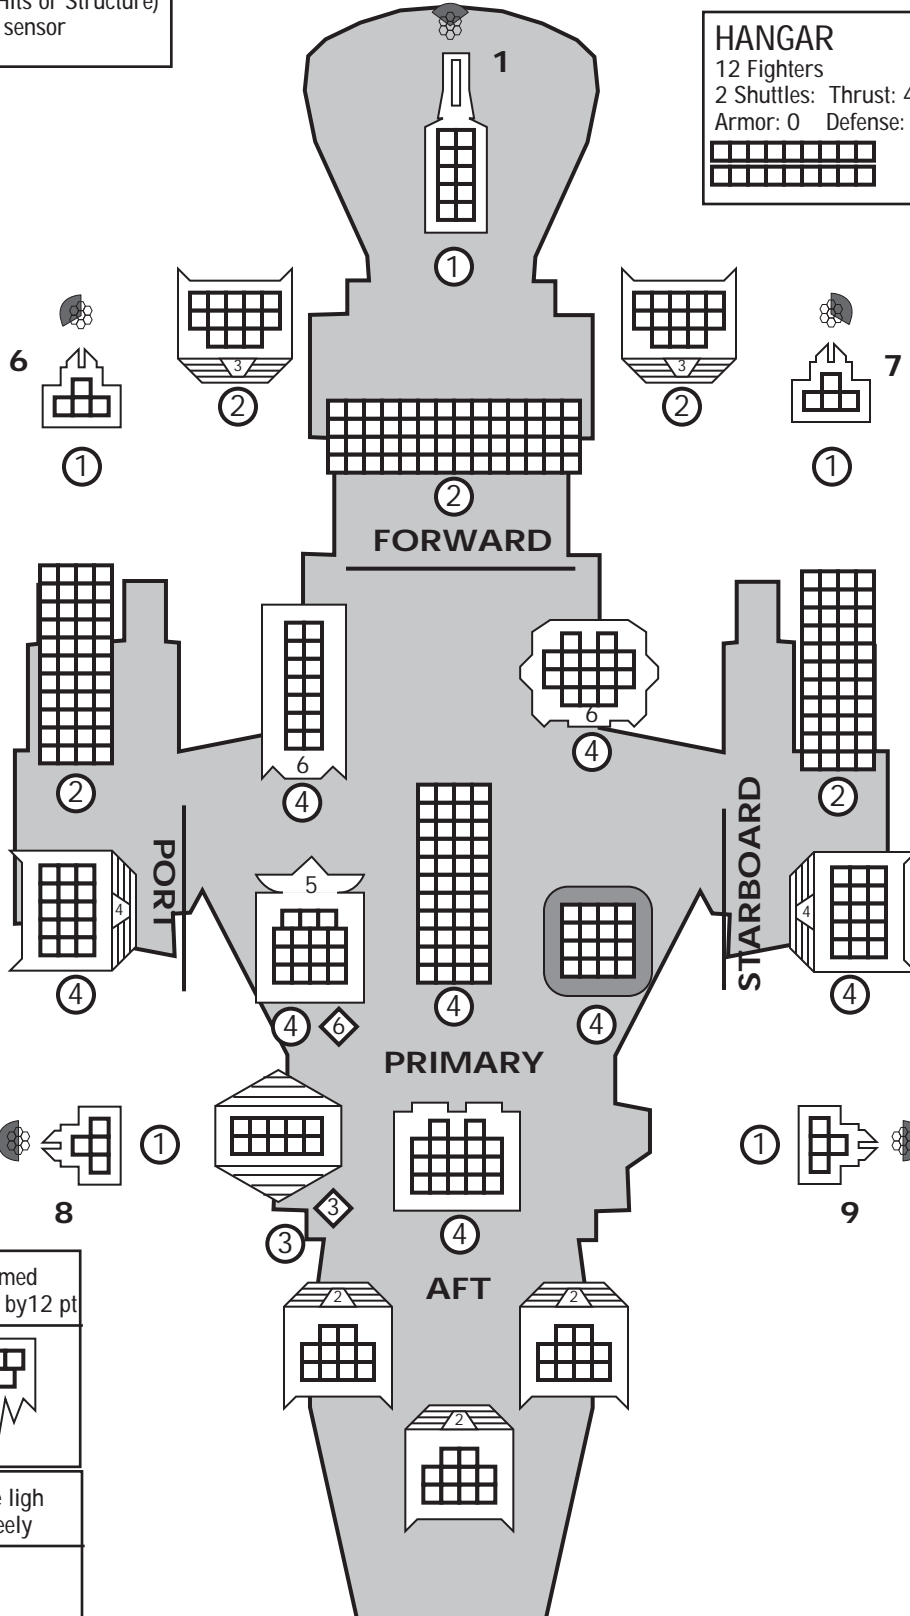 Hits or Structure)
sensor
1
HANGAR
12 Fighters
2 Shuttles: Thrust: 4
Armor: 0 Defense:
1
6
3
2
3
2
7
1
1
2
FORWARD
6
4
6
4
2
2
PORT
STARBOARD
4
4
5
4
4
4
4
6
4
PRIMARY
1
1
8
9
3
3
4
AFT
med
by12 pt
2
2
2
ligh
eely